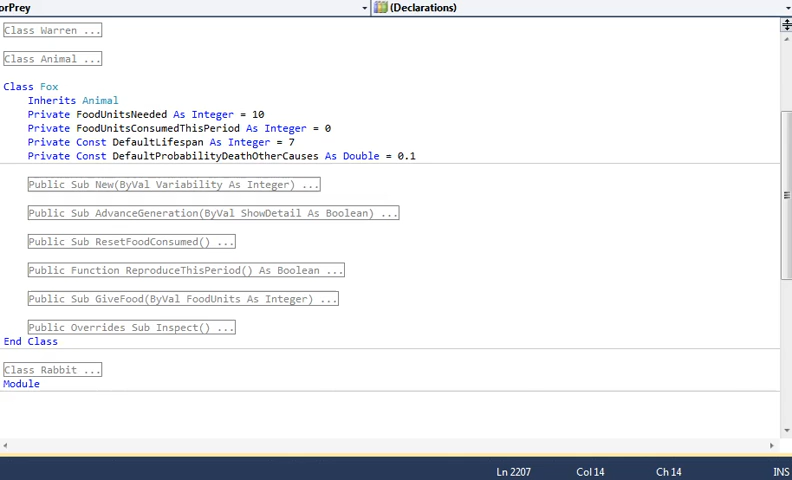 orPrey (Declarations)
Class Warren ...
Class Animal ...
Class Fox
Inherits Animal
Private FoodUnitsNeeded As Integer = 10
Private FoodUnitsConsumedThisPeriod As Integer = 0
Private Const DefaultLifespan As Integer = 7
Private Const DefaultProbabilityDeathOtherCauses As Double = 0.1
Public Sub New(ByVal Variability As Integer) ...
Public Sub AdvanceGeneration(ByVal ShowDetail As Boolean) ...
Public Sub ResetFoodConsumed() ...
Public Function ReproduceThisPeriod() As Boolean ...
Public Sub GiveFood(ByVal FoodUnits As Integer) ...
Public Overrides Sub Inspect() ...
End Class
Class Rabbit ...
Module
Ln 2207 Col 14 Ch 14 INS